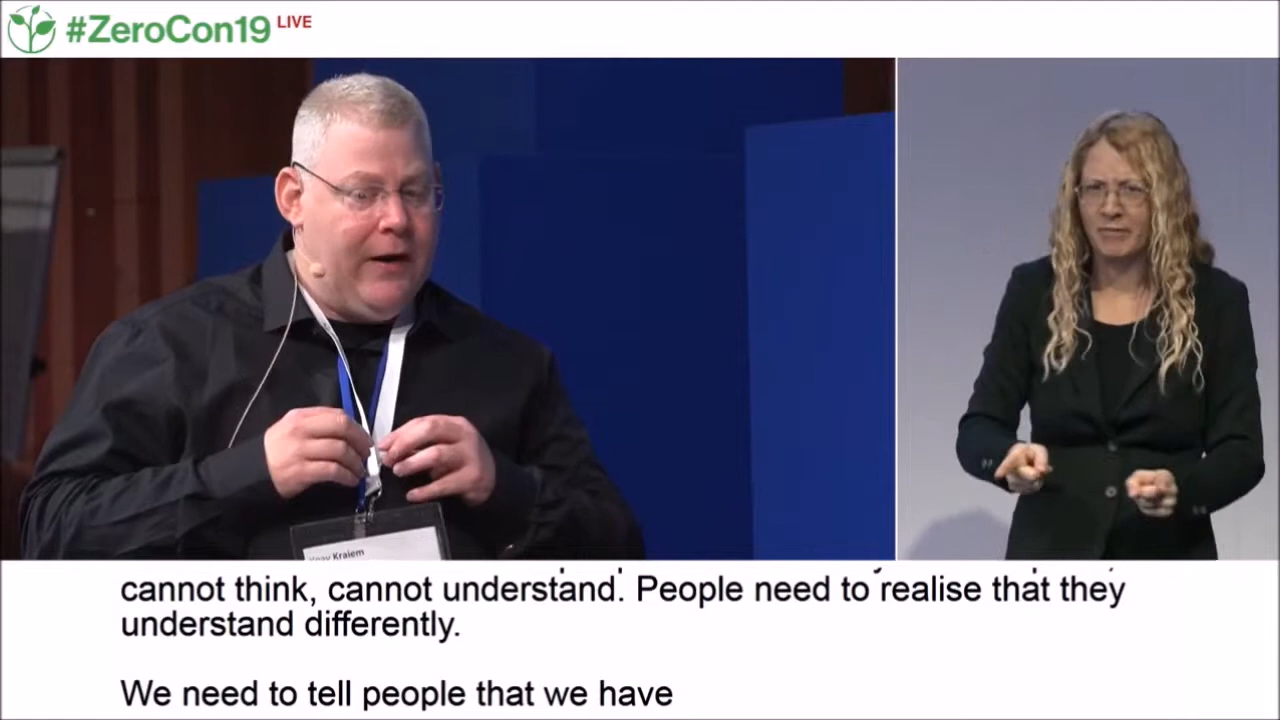 #ZeroCon19 LIVE
Kraiem
cannot think, cannot understand. People need to realise that they
understand differently.
We need to tell people that we have